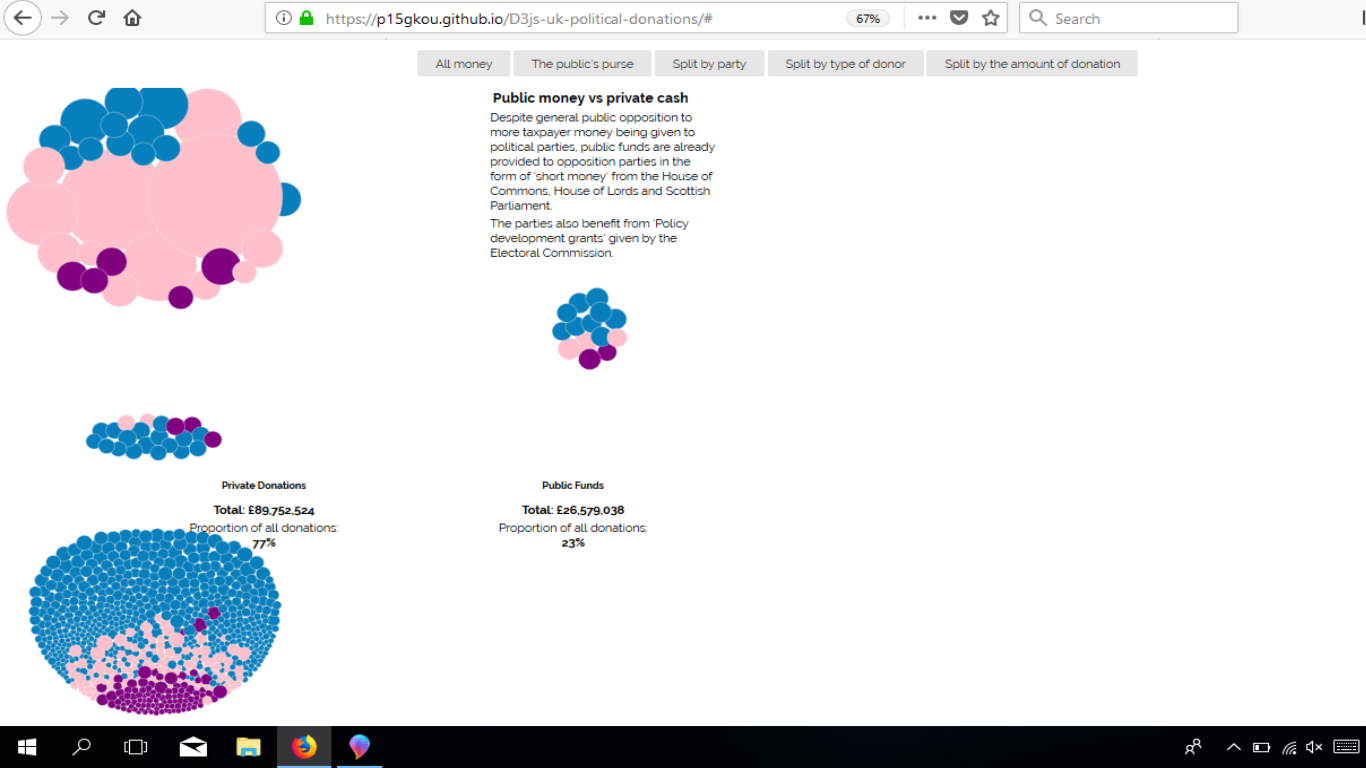 https://p15gkou.github.io/D3js-uk-political-donations/#
67%
Search
All money
The public's purse
Split by party
Split by type of donor
Split by the amount of donation
Public money vs private cash
Despite general public opposition to
more taxpayer money being given to
political parties, public funds are already
provided to opposition parties in the
form of 'short money' from the House of
Commons, House of Lords and Scottish
Parliament.
The parties also benefit from 'Policy
development grants' given by the
Electoral Commission.
Private Donations
Total: £89,752,524
Proportion of all donations:
77%
Public Funds
Total: £26,579,038
Proportion of all donations:
23%